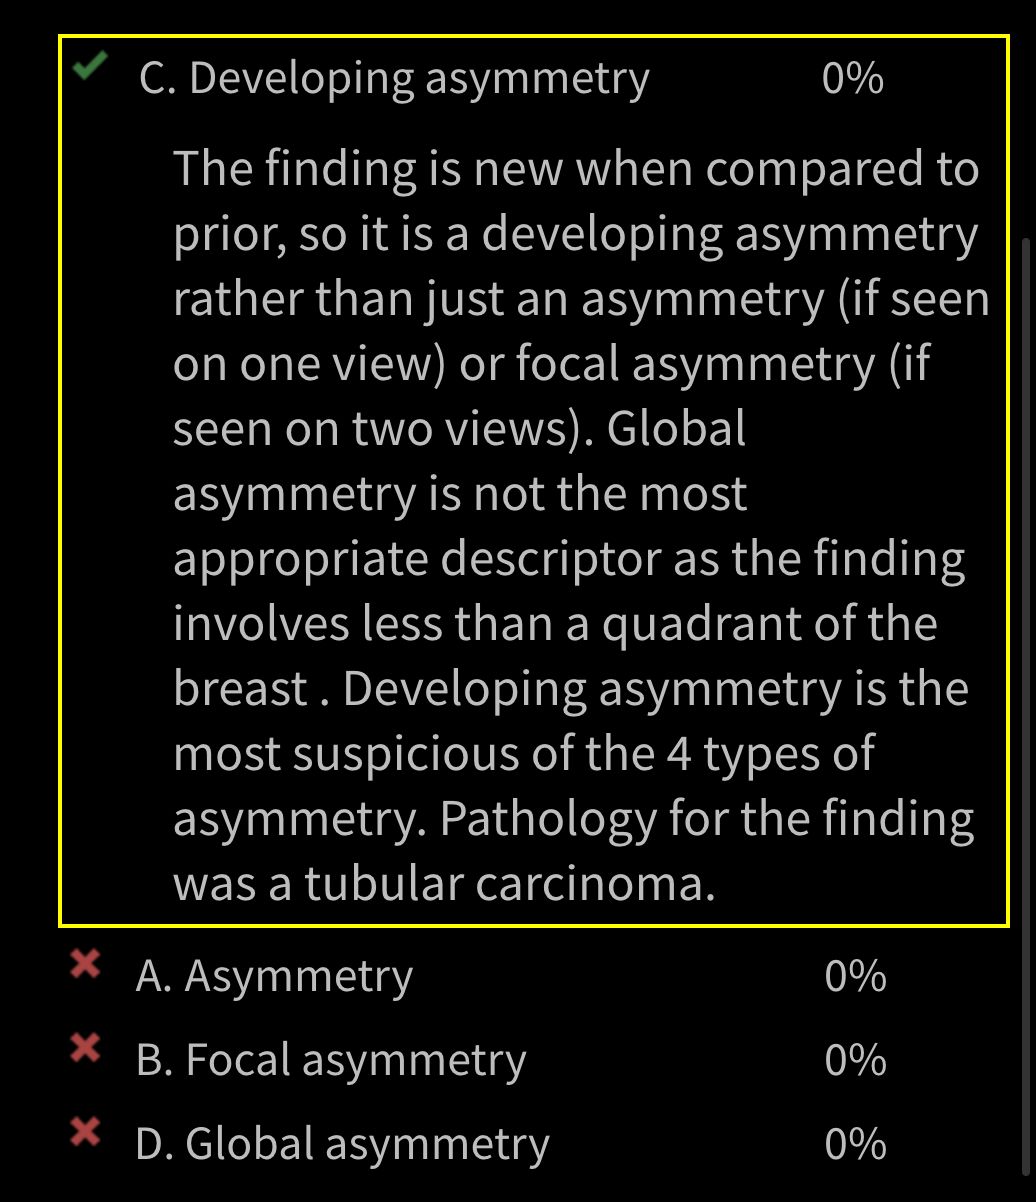 C. Developing asymmetry 0%
The finding is new when compared to
prior, so it is a developing asymmetry
rather than just an asymmetry (if seen
on one view) or focal asymmetry (if
seen on two views). Global
asymmetry is not the most
appropriate descriptor as the finding
involves less than a quadrant of the
breast . Developing asymmetry is the
most suspicious of the 4 types of
asymmetry. Pathology for the finding
was a tubular carcinoma.
A. Asymmetry 0%
B. Focal asymmetry 0%
D. Global asymmetry 0%